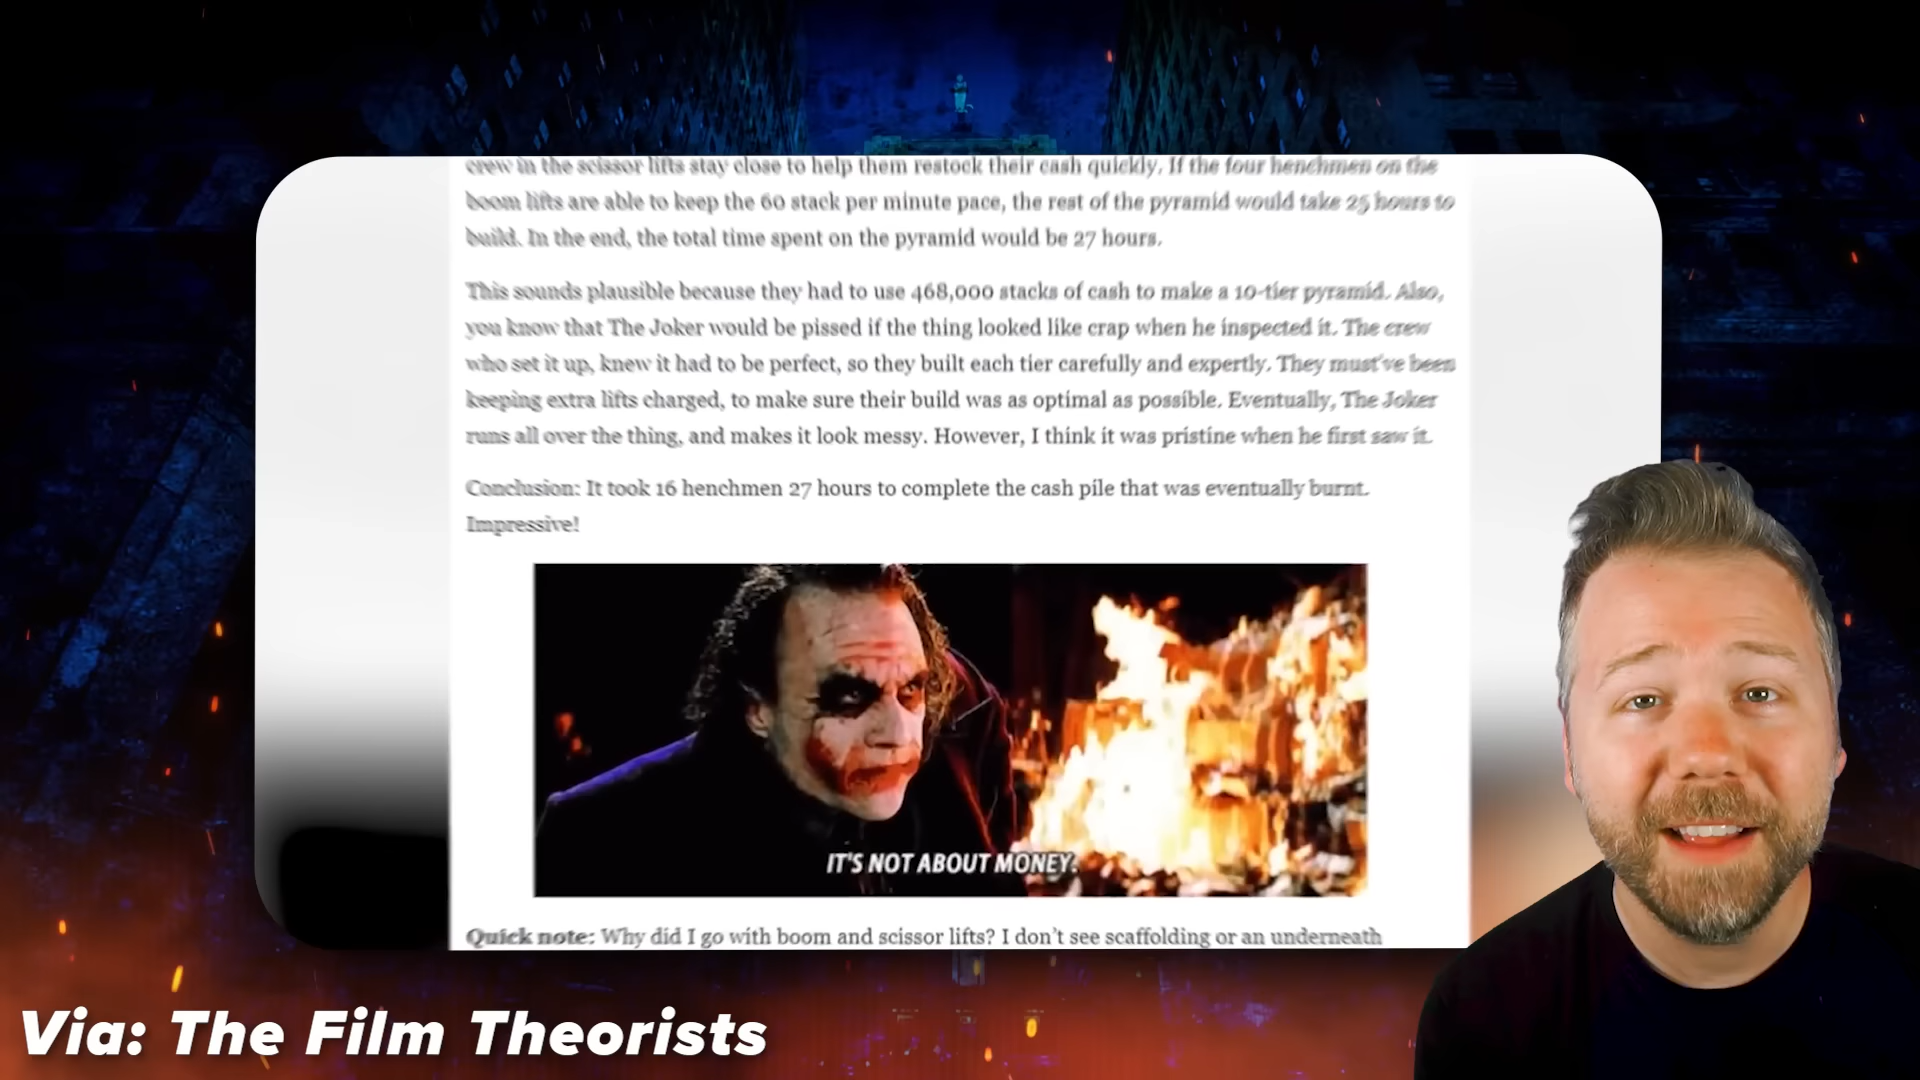 crew in the scissor lifts stay close to help them restock their cash quickly. If the four henchmen on the
boom lifts are able to keep the 60 stack per minute pace, the rest of the pyramid would take 25 hours to
build. In the end, the total time spent on the pyramid would be 27 hours.
This sounds plausible because they had to use 468,000 stacks of cash to make a 10-tier pyramid. Also,
you know that The Joker would be pissed if the thing looked like crap when he inspected it. The crew
who set it up, knew it had to be perfect, so they built each tier carefully and expertly. They must've been
keeping extra lifts charged, to make sure their build was as optimal as possible. Eventually, The Joker
runs all over the thing, and makes it look messy. However, I think it was pristine when he first saw it.
Conclusion: It took 16 henchmen 27 hours to complete the cash pile that was eventually burnt.
Impressive!
IT'S NOT ABOUT MONEY.
Quick note: Why did I go with boom and scissor lifts? I don't see scaffolding or an underneath
Via: The Film Theorists